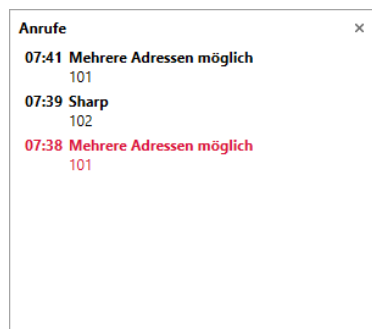 Anrufe
07:41 Mehrere Adressen möglich
101
07:39 Sharp
102
07:38 Mehrere Adressen möglich
101